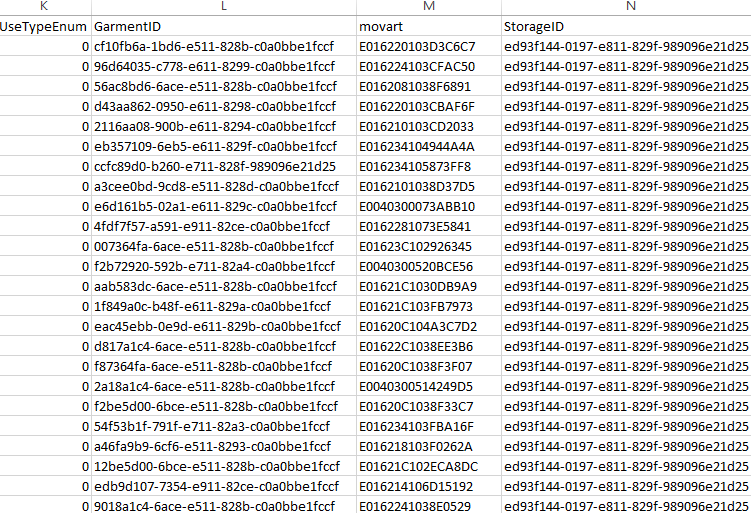 K L M N
UseTypeEnum GarmentID movart StorageID
0 cf10fb6a-1bd6-e511-828b-c0a0bbe1fccf E016220103D3C6C7 ed93f144-0197-e811-829f-989096e21d25
0 96d64035-c778-e611-8299-c0a0bbe1fccf E016224103CFAC50 ed93f144-0197-e811-829f-989096e21d25
0 56ac8bd6-6ace-e511-828b-c0a0bbe1fccf E0162081038F6891 ed93f144-0197-e811-829f-989096e21d25
0 d43aa862-0950-e611-8298-c0a0bbe1fccf E016220103CBAF6F ed93f144-0197-e811-829f-989096e21d25
0 2116aa08-900b-e611-8294-c0a0bbe1fccf E016210103CD2033 ed93f144-0197-e811-829f-989096e21d25
0 eb357109-6eb5-e611-829f-c0a0bbe1fccf E016234104944A4A ed93f144-0197-e811-829f-989096e21d25
0 ccfc89d0-b260-e711-828f-989096e21d25 E016234105873FF8 ed93f144-0197-e811-829f-989096e21d25
0 a3cee0bd-9cd8-e511-828d-c0a0bbe1fccf E0162101038D37D5 ed93f144-0197-e811-829f-989096e21d25
0 e6d161b5-02a1-e611-829c-c0a0bbe1fccf E0040300073ABB10 ed93f144-0197-e811-829f-989096e21d25
0 4fdf7f57-a591-e911-82ce-c0a0bbe1fccf E0162281073E5841 ed93f144-0197-e811-829f-989096e21d25
0 007364fa-6ace-e511-828b-c0a0bbe1fccf E01623C102926345 ed93f144-0197-e811-829f-989096e21d25
0 f2b72920-592b-e711-82a4-c0a0bbe1fccf E0040300520BCE56 ed93f144-0197-e811-829f-989096e21d25
0 aab583dc-6ace-e511-828b-c0a0bbe1fccf E01621C1030DB9A9 ed93f144-0197-e811-829f-989096e21d25
0 1f849a0c-b48f-e611-829a-c0a0bbe1fccf E01621C103FB7973 ed93f144-0197-e811-829f-989096e21d25
0 eac45ebb-0e9d-e611-829b-c0a0bbe1fccf E01620C104A3C7D2 ed93f144-0197-e811-829f-989096e21d25
0 d817a1c4-6ace-e511-828b-c0a0bbe1fccf E01622C1038EE3B6 ed93f144-0197-e811-829f-989096e21d25
0 f87364fa-6ace-e511-828b-c0a0bbe1fccf E01620C1038F3F07 ed93f144-0197-e811-829f-989096e21d25
0 2a18a1c4-6ace-e511-828b-c0a0bbe1fccf E0040300514249D5 ed93f144-0197-e811-829f-989096e21d25
0 f2be5d00-6bce-e511-828b-c0a0bbe1fccf E01620C1038F33C7 ed93f144-0197-e811-829f-989096e21d25
0 54f53b1f-791f-e711-82a3-c0a0bbe1fccf E016234103FBA16F ed93f144-0197-e811-829f-989096e21d25
0 a46fa9b9-6cf6-e511-8293-c0a0bbe1fccf E016218103F0262A ed93f144-0197-e811-829f-989096e21d25
0 12be5d00-6bce-e511-828b-c0a0bbe1fccf E01621C102ECA8DC ed93f144-0197-e811-829f-989096e21d25
0 edb9d107-7354-e911-82ce-c0a0bbe1fccf E016214106D15192 ed93f144-0197-e811-829f-989096e21d25
0 9018a1c4-6ace-e511-828b-c0a0bbe1fccf E0162241038E0529 ed93f144-0197-e811-829f-989096e21d25